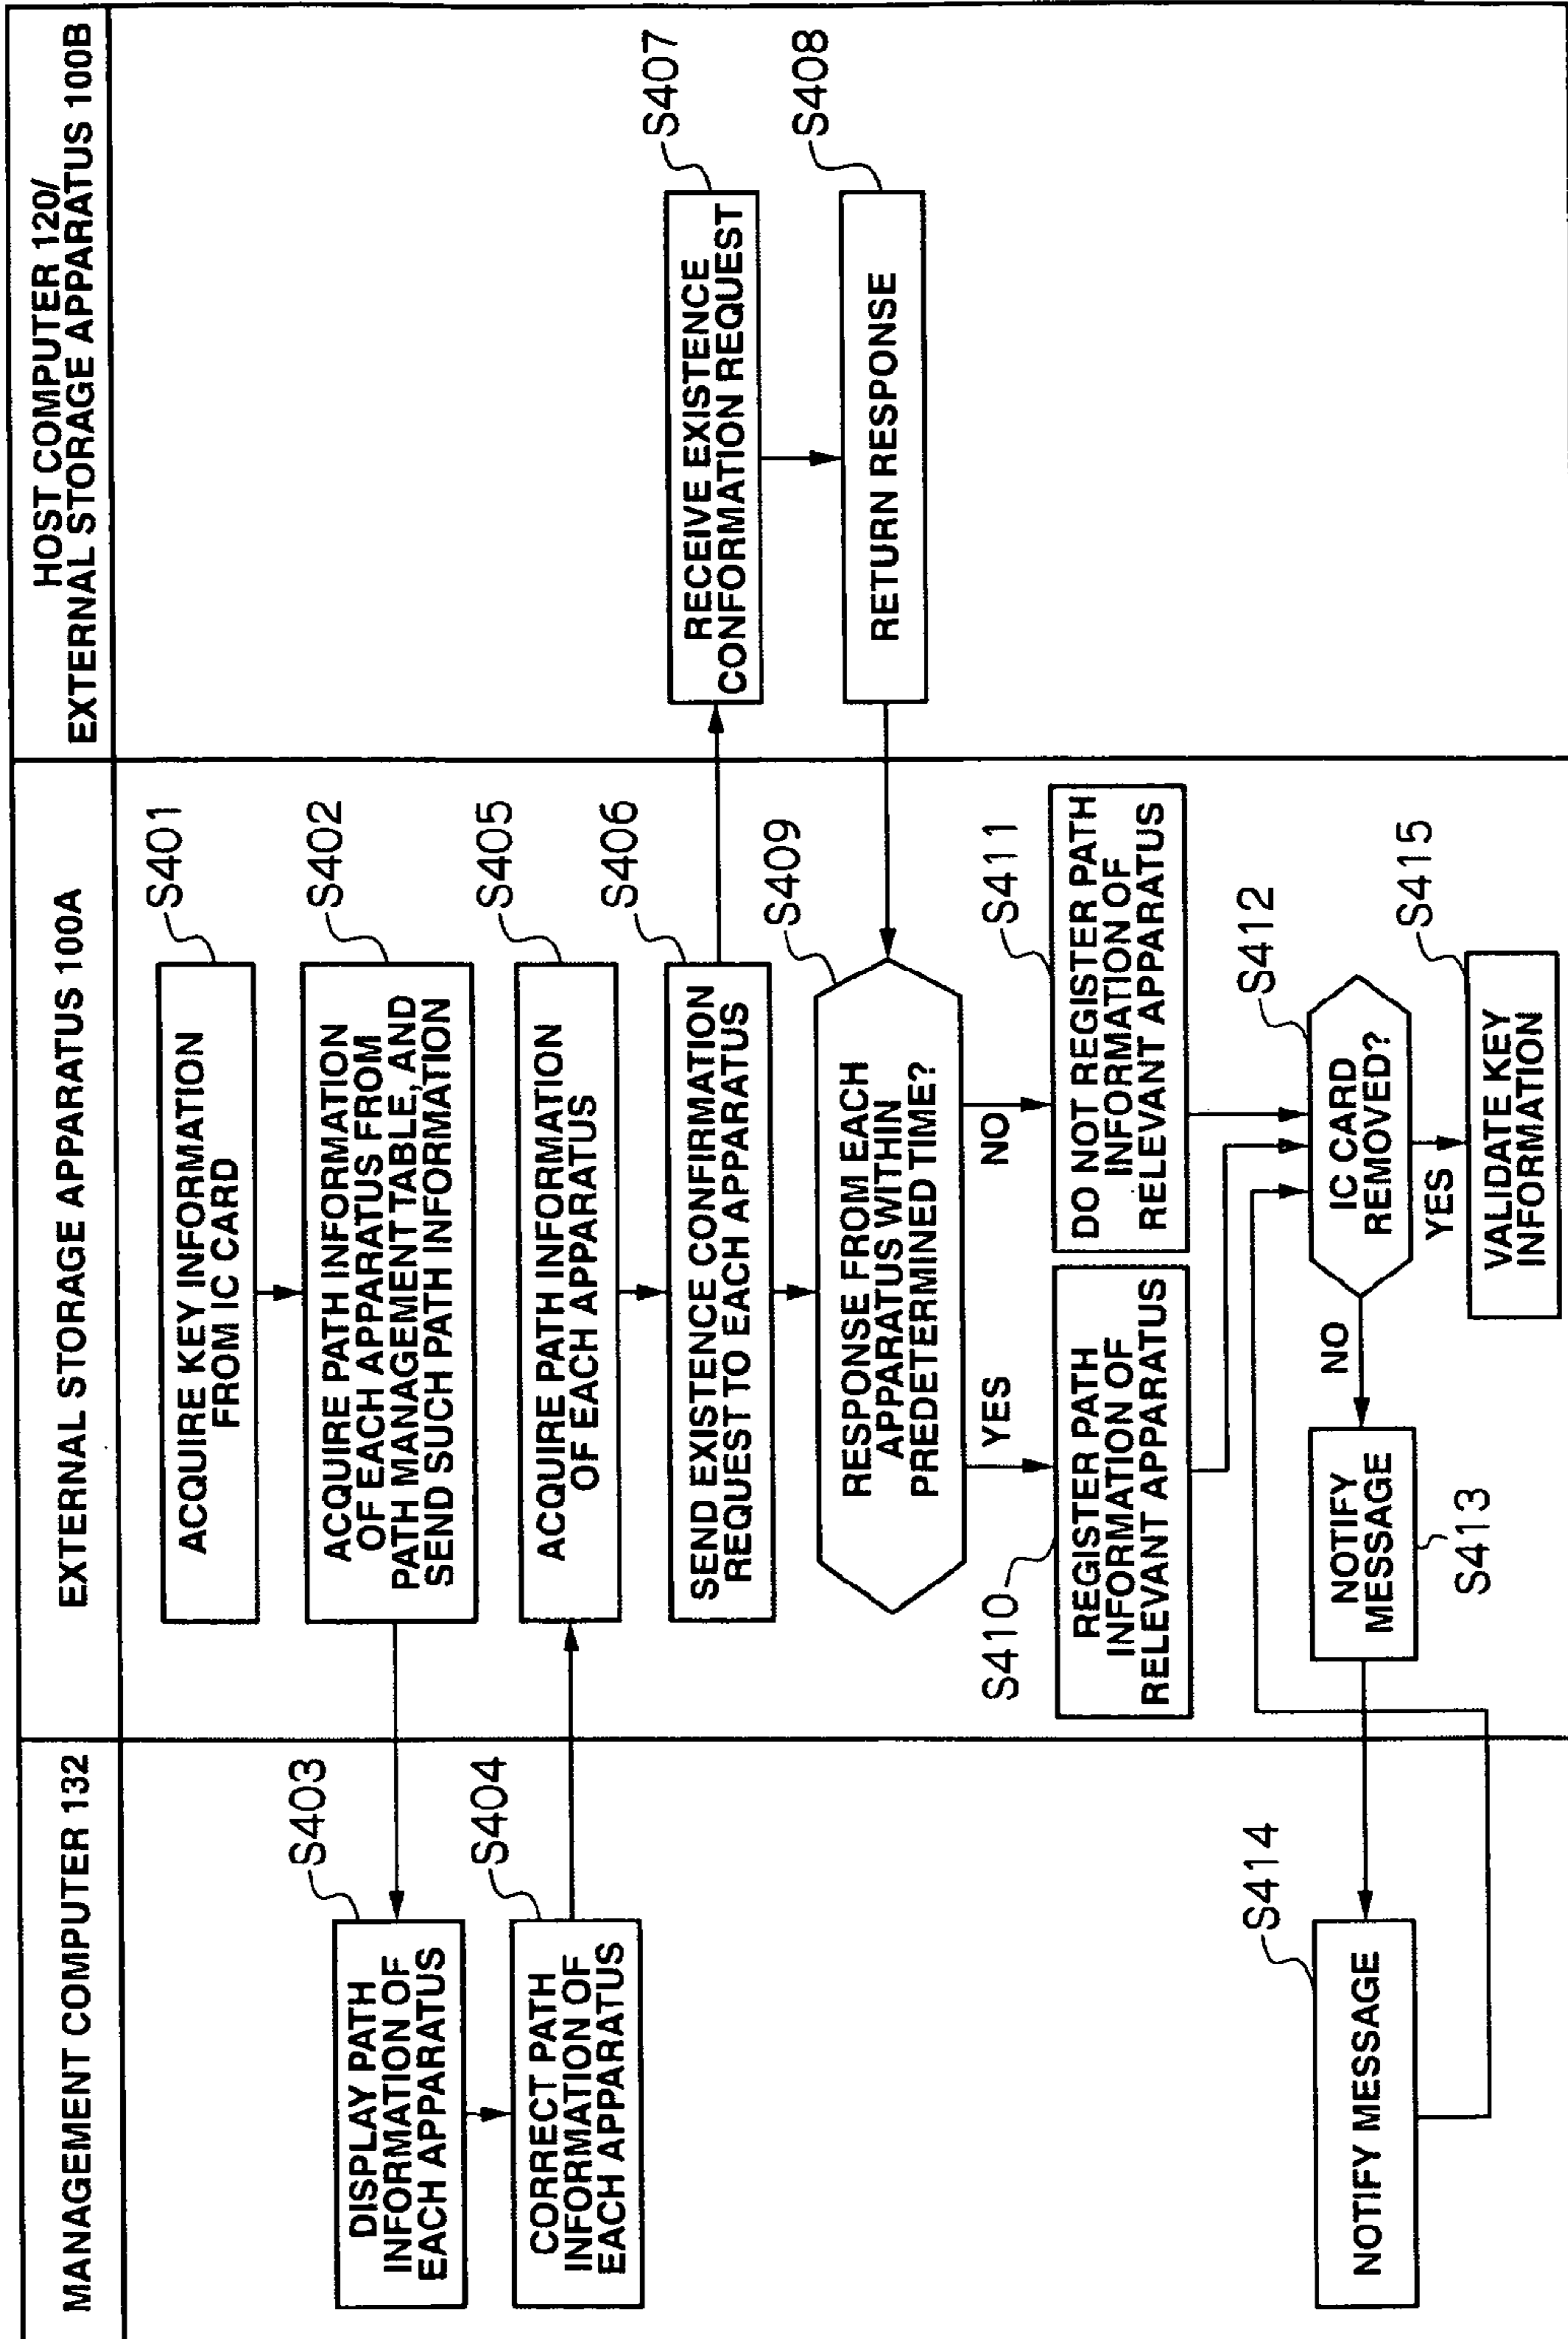 MANAGEMENT COMPUTER 132
EXTERNAL STORAGE APPARATUS 100A
HOST COMPUTER 120/
EXTERNAL STORAGE APPARATUS 100B
S401
ACQUIRE KEY INFORMATION
FROM IC CARD
S402
ACQUIRE PATH INFORMATION
OF EACH APPARATUS FROM
PATH MANAGEMENT TABLE, AND
SEND SUCH PATH INFORMATION
S403
DISPLAY PATH
INFORMATION OF
EACH APPARATUS
S404
CORRECT PATH
INFORMATION OF
EACH APPARATUS
S405
ACQUIRE PATH INFORMATION
OF EACH APPARATUS
S406
SEND EXISTENCE CONFIRMATION
REQUEST TO EACH APPARATUS
S407
RECEIVE EXISTENCE
CONFORMATION REQUEST
S408
RETURN RESPONSE
S409
RESPONSE FROM EACH
APPARATUS WITHIN
PREDETERMINED TIME?
YES
NO
S410
REGISTER PATH
INFORMATION OF
RELEVANT APPARATUS
S411
DO NOT REGISTER PATH
INFORMATION OF
RELEVANT APPARATUS
S412
IC CARD
REMOVED?
NO
YES
NOTIFY
MESSAGE
S413
S414
NOTIFY MESSAGE
S415
VALIDATE KEY
INFORMATION